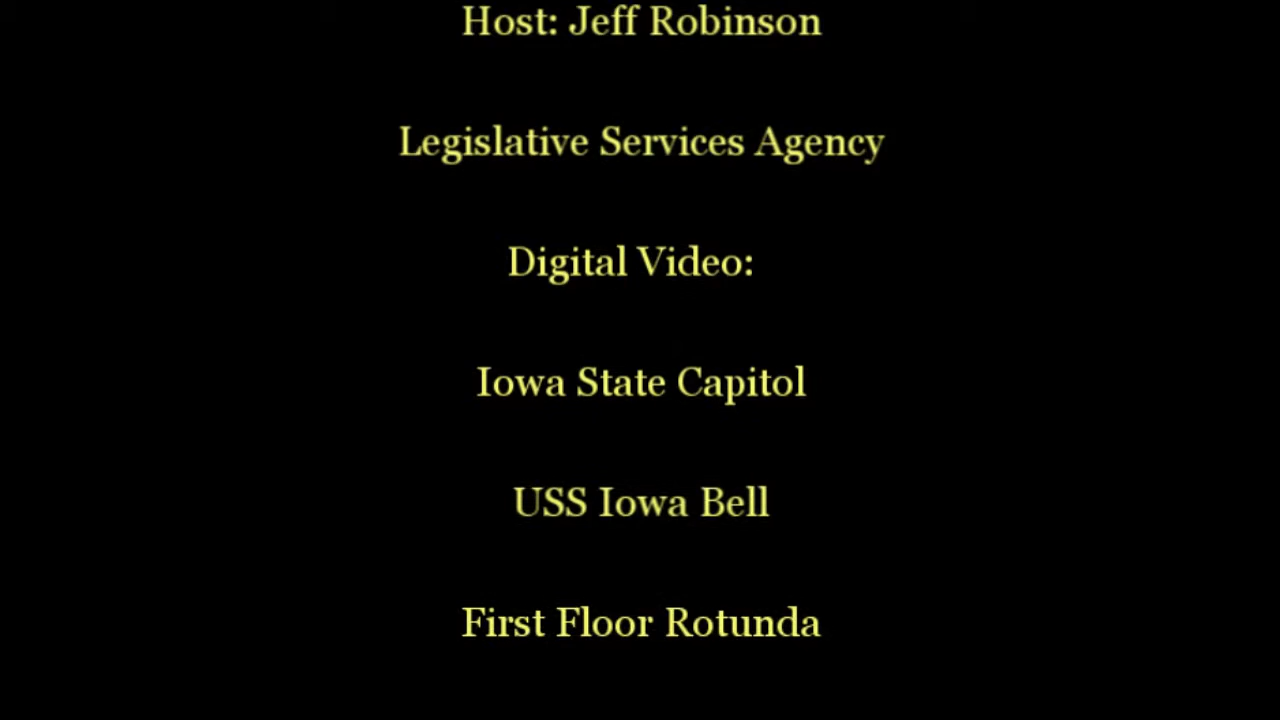 Host: Jeff Robinson
Legislative Services Agency
Digital Video:
Iowa State Capitol
USS Iowa Bell
First Floor Rotunda